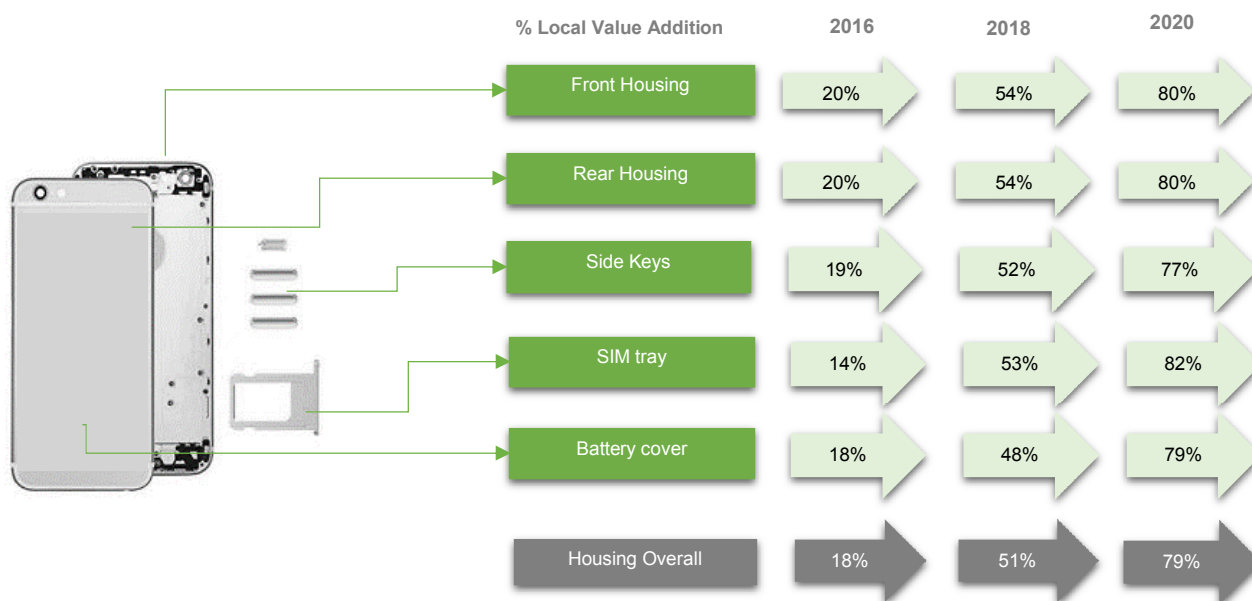 % Local Value Addition 2016 2018 2020
Front Housing 20% 54% 80%
Rear Housing 20% 54% 80%
Side Keys 19% 52% 77%
SIM tray 14% 53% 82%
Battery cover 18% 48% 79%
Housing Overall 18% 51% 79%